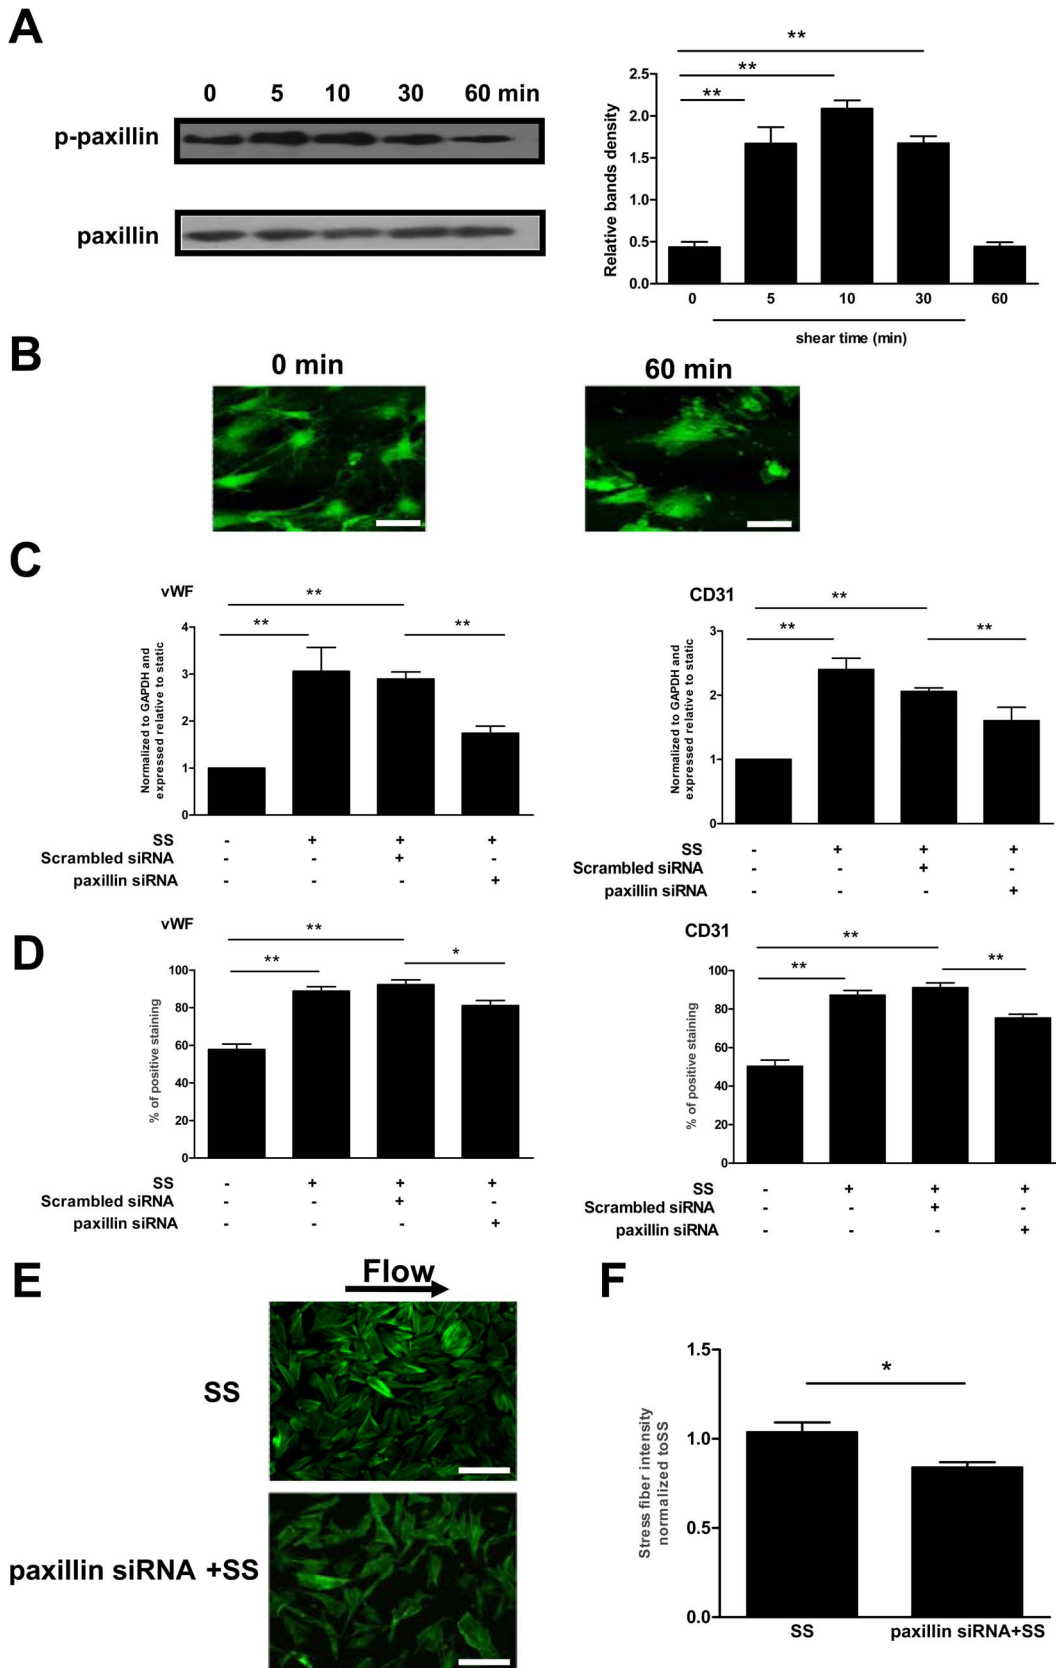 A
0 5 10 30 60 min
p-paxillin
paxillin
**
**
**
Relative bands density
2.5
2.0
1.5
1.0
0.5
0.0
0 5 10 30 60
shear time (min)
B
0 min
60 min
C
vWF
**
**
**
Normalized to GAPDH and
expressed relative to static
4
3
2
1
0
SS - + + +
Scrambled siRNA - - + -
paxillin siRNA - - - +
CD31
**
**
**
Normalized to GAPDH and
expressed relative to static
3
2
1
0
SS - + + +
Scrambled siRNA - - + -
paxillin siRNA - - - +
D
vWF
**
**
*
% of positive staining
100
80
60
40
20
0
SS - + + +
Scrambled siRNA - - + -
paxillin siRNA - - - +
CD31
**
**
**
% of positive staining
100
80
60
40
20
0
SS - + + +
Scrambled siRNA - - + -
paxillin siRNA - - - +
E
Flow
SS
paxillin siRNA +SS
F
*
Stress fiber intensity
normalized toSS
1.5
1.0
0.5
0.0
SS paxillin siRNA+SS